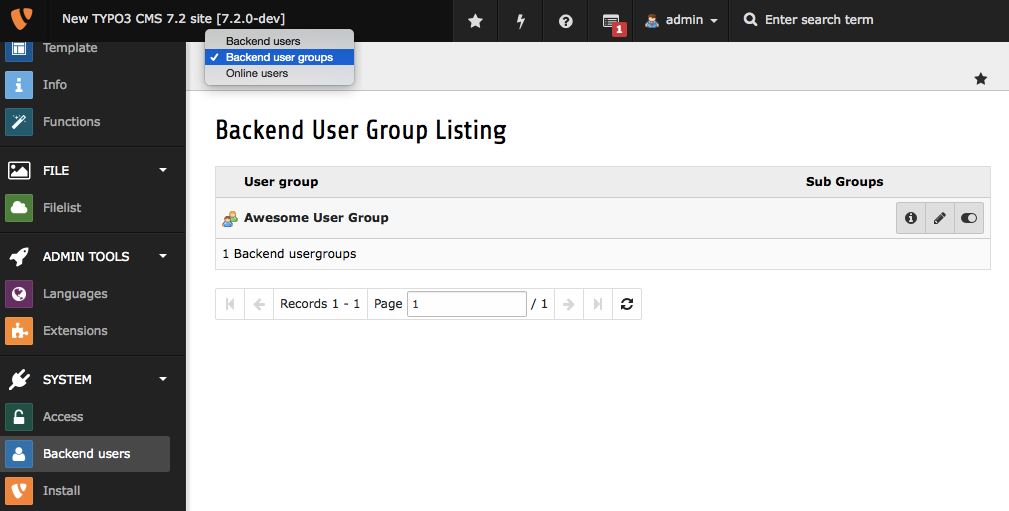 New TYPO3 CMS 7.2 site [7.2.0-dev]
1
admin
Enter search term
Backend users
Backend user groups
Online users
Template
Info
Functions
FILE
Filelist
ADMIN TOOLS
Languages
Extensions
SYSTEM
Access
Backend users
Install
Backend User Group Listing
User group Sub Groups
Awesome User Group
1 Backend usergroups
Records 1 - 1 Page 1 / 1